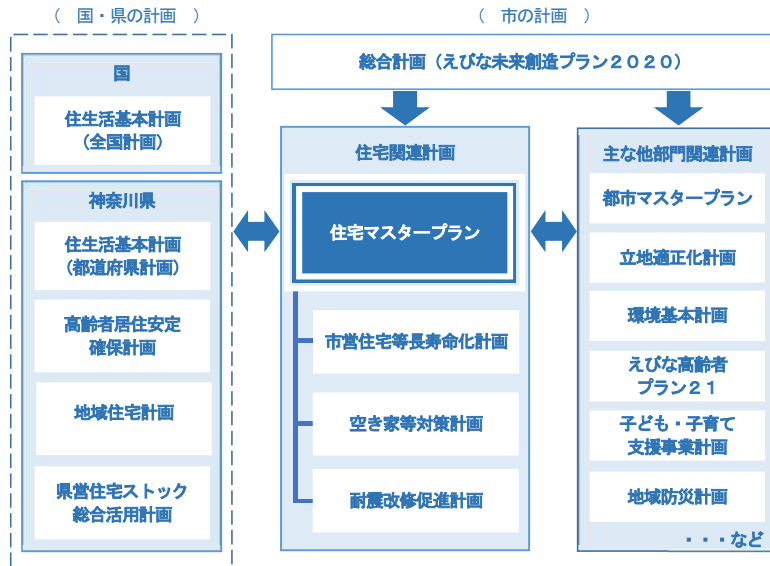 （　国・県の計画　）
（　市の計画　）
国
住生活基本計画
（全国計画）
神奈川県
住生活基本計画
（都道府県計画）
高齢者居住安定
確保計画
地域住宅計画
県営住宅ストック
総合活用計画
総合計画（えびな未来創造プラン２０２０）
住宅関連計画
住宅マスタープラン
市営住宅等長寿命化計画
空き家等対策計画
耐震改修促進計画
主な他部門関連計画
都市マスタープラン
立地適正化計画
環境基本計画
えびな高齢者
プラン２１
子ども・子育て
支援事業計画
地域防災計画
・・・など